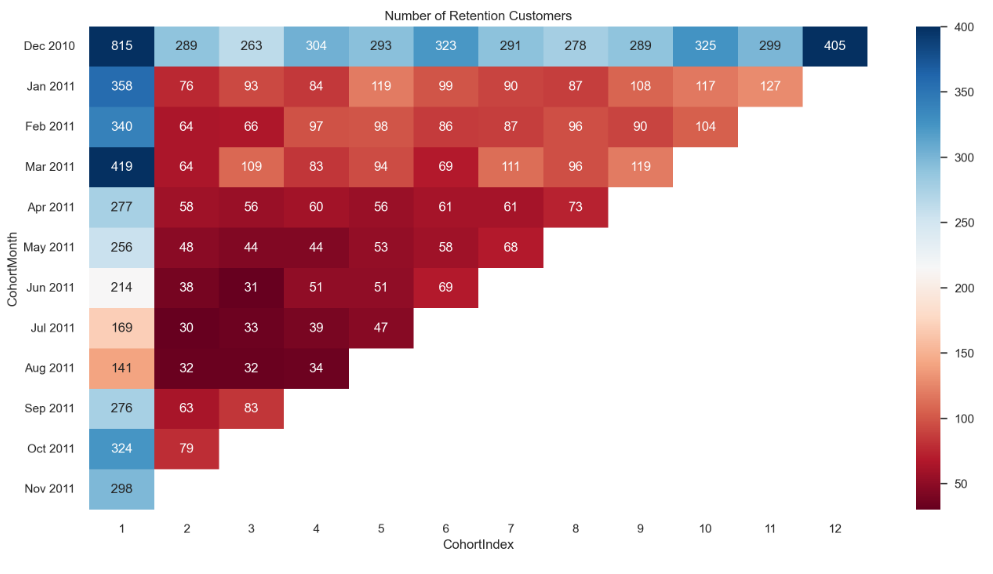 Number of Retention Customers
Dec 2010 815 289 263 304 293 323 291 278 289 325 299 405
Jan 2011 358 76 93 84 119 99 90 87 108 117 127
Feb 2011 340 64 66 97 98 86 87 96 90 104
Mar 2011 419 64 109 83 94 69 111 96 119
Apr 2011 277 58 56 60 56 61 61 73
May 2011 256 48 44 44 53 58 68
Jun 2011 214 38 31 51 51 69
Jul 2011 169 30 33 39 47
Aug 2011 141 32 32 34
Sep 2011 276 63 83
Oct 2011 324 79
Nov 2011 298
1 2 3 4 5 6 7 8 9 10 11 12
CohortIndex
CohortMonth
400
350
300
250
200
150
100
50